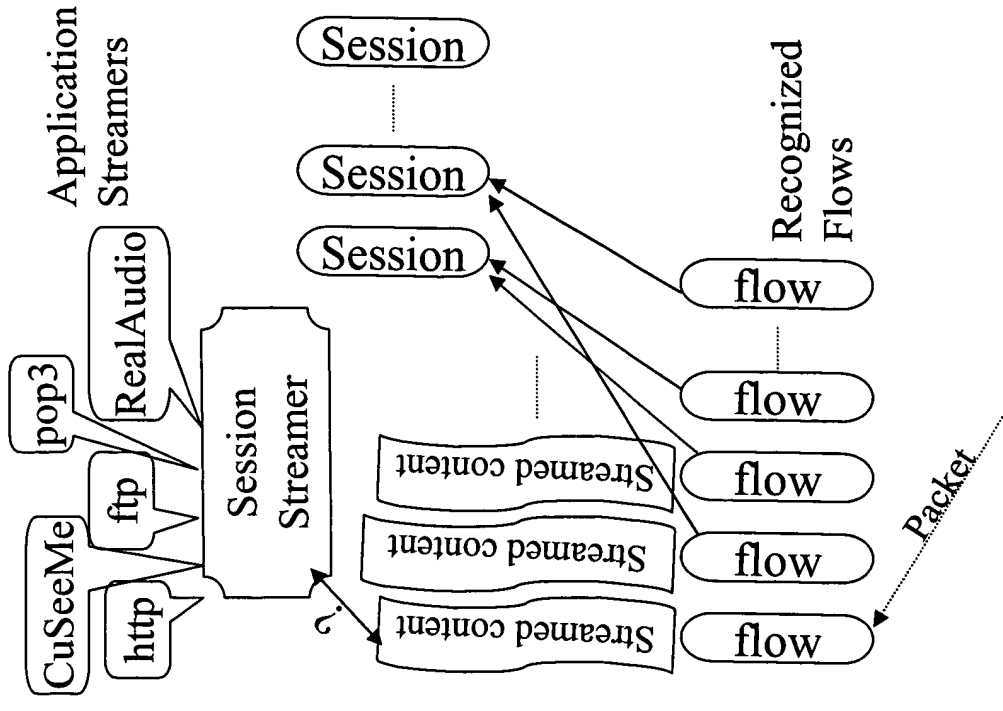 Application
Streamers
CuSeeMe
http
ftp
pop3
RealAudio
Session
Streamer
?
Session
Session
Session
Streamed content
Streamed content
Streamed content
flow
flow
flow
flow
flow
Recognized
Flows
Packet